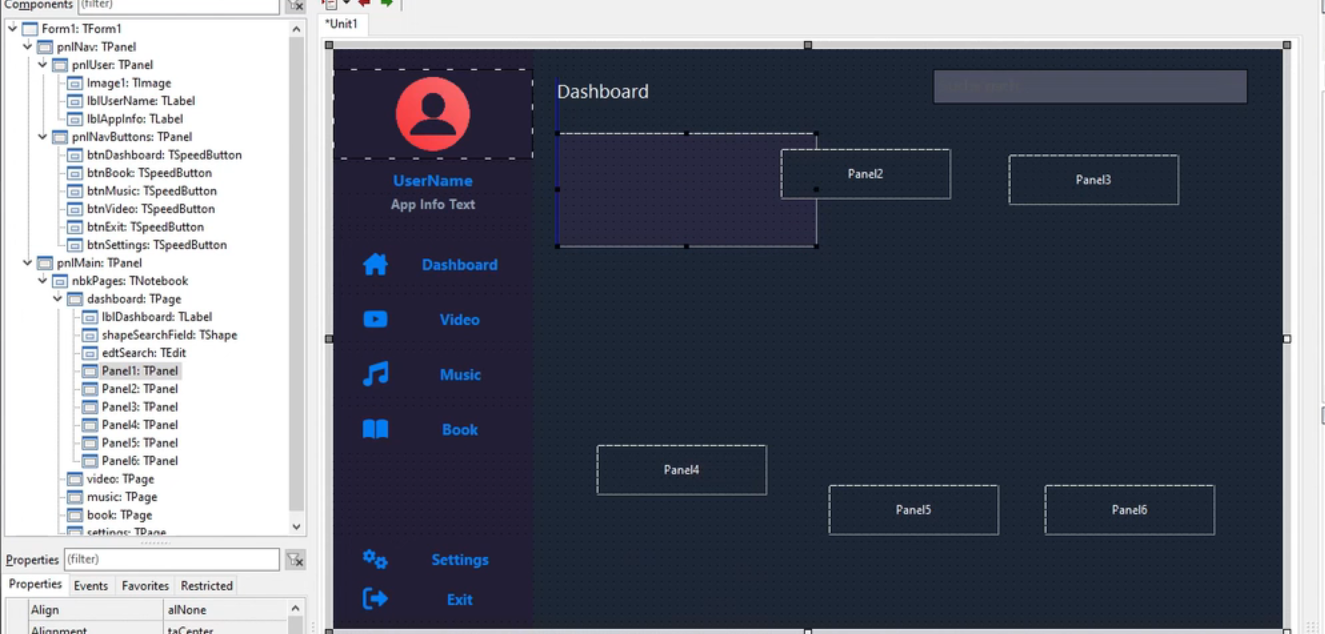 Components (filter)
Form1: TForm1
pnlNav: TPanel
pnlUser: TPanel
Image1: TImage
lblUserName: TLabel
lblAppInfo: TLabel
pnlNavButtons: TPanel
btnDashboard: TSpeedButton
btnBook: TSpeedButton
btnMusic: TSpeedButton
btnVideo: TSpeedButton
btnExit: TSpeedButton
btnSettings: TSpeedButton
pnlMain: TPanel
nbkPages: TNotebook
dashboard: TPage
lblDashboard: TLabel
shapeSearchField: TShape
edtSearch: TEdit
Panel1: TPanel
Panel2: TPanel
Panel3: TPanel
Panel4: TPanel
Panel5: TPanel
Panel6: TPanel
video: TPage
music: TPage
book: TPage
settings: TPage
Properties (filter)
Properties Events Favorites Restricted
Align alNone
Alignment taCenter
*Unit1
UserName
App Info Text
Dashboard
Video
Music
Book
Settings
Exit
Dashboard
Panel2
Panel3
Panel4
Panel5
Panel6